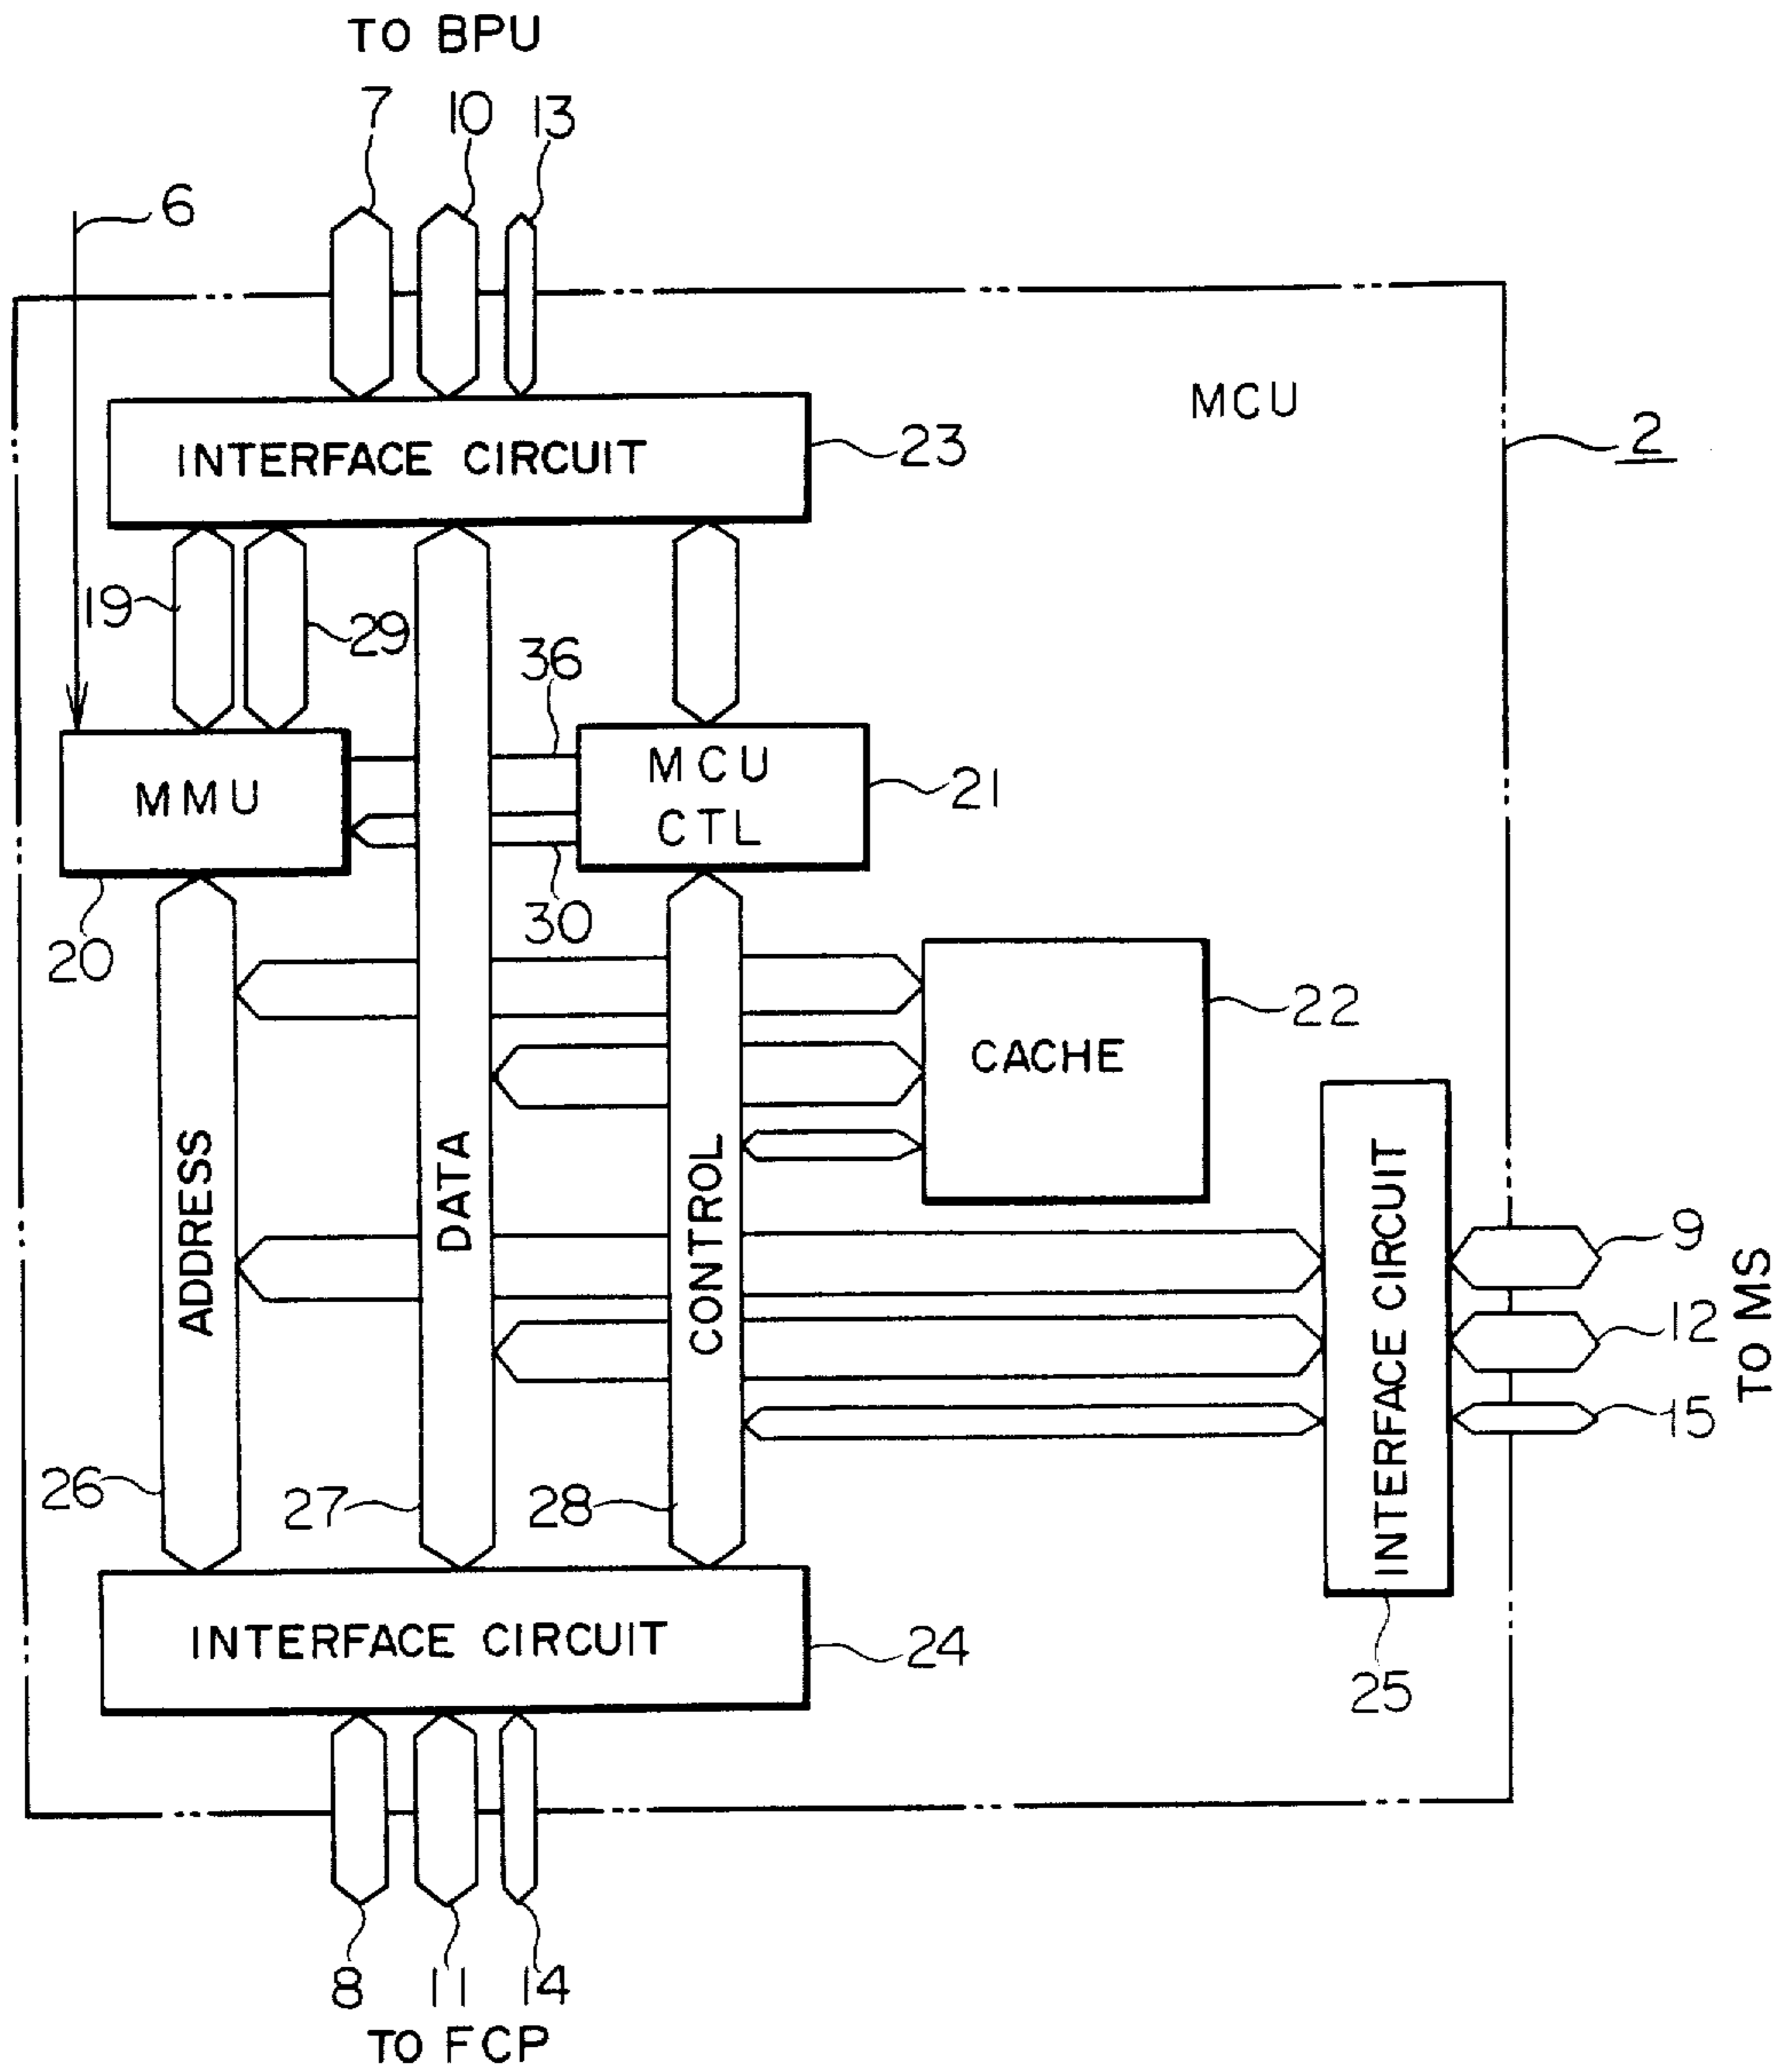 TO BPU
7 10 13
6
MCU
2
INTERFACE CIRCUIT
23
19
29
36
MMU
MCU
CTL
21
30
20
22
CACHE
ADDRESS
DATA
CONTROL
INTERFACE CIRCUIT
9
12
15
TO MS
26
27
28
INTERFACE CIRCUIT
24
25
8 11 14
TO FCP